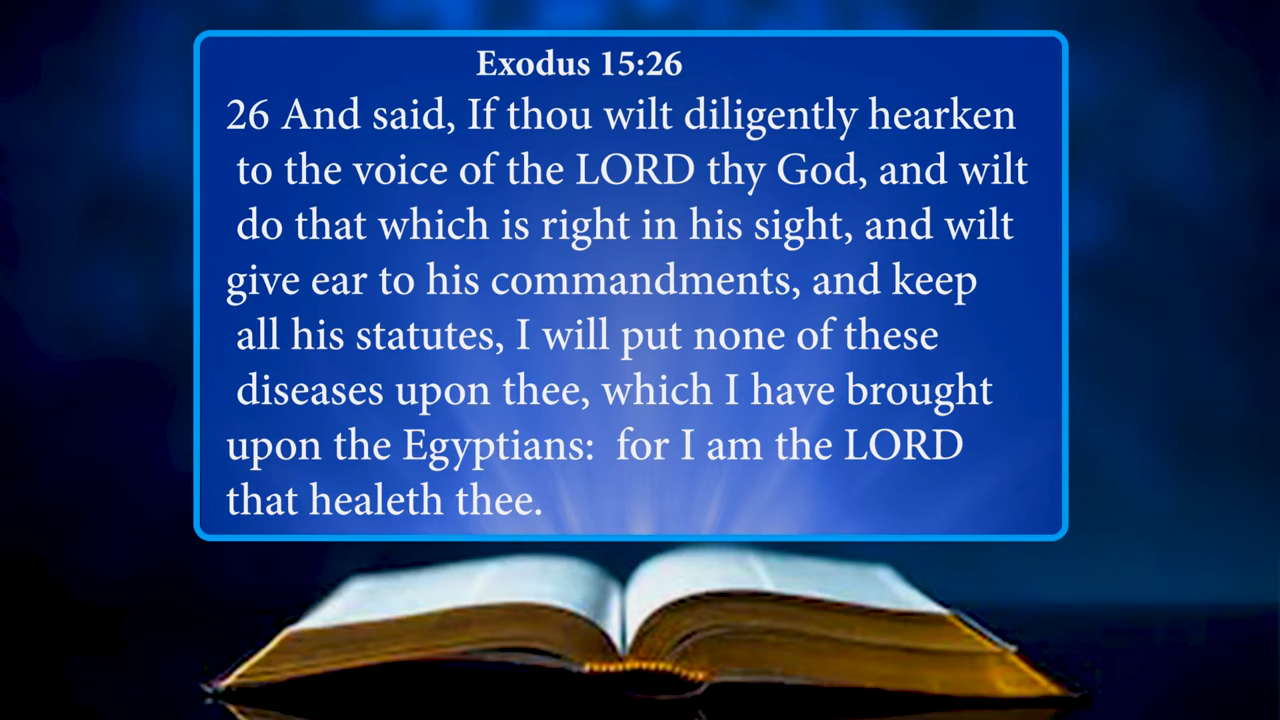 Exodus 15:26
26 And said, If thou wilt diligently hearken
to the voice of the LORD thy God, and wilt
do that which is right in his sight, and wilt
give ear to his commandments, and keep
all his statutes, I will put none of these
diseases upon thee, which I have brought
upon the Egyptians:  for I am the LORD
that healeth thee.